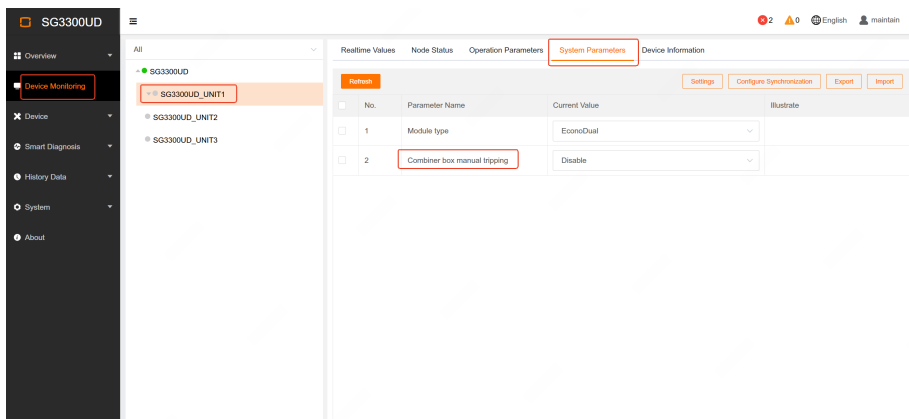 SG3300UD
2 0 English maintain
Overview
Device Monitoring
Device
Smart Diagnosis
History Data
System
About
All
SG3300UD
SG3300UD_UNIT1
SG3300UD_UNIT2
SG3300UD_UNIT3
Realtime Values Node Status Operation Parameters System Parameters Device Information
Refresh Settings Configure Synchronization Export Import
No. Parameter Name Current Value Illustrate
1 Module type EconoDual
2 Combiner box manual tripping Disable